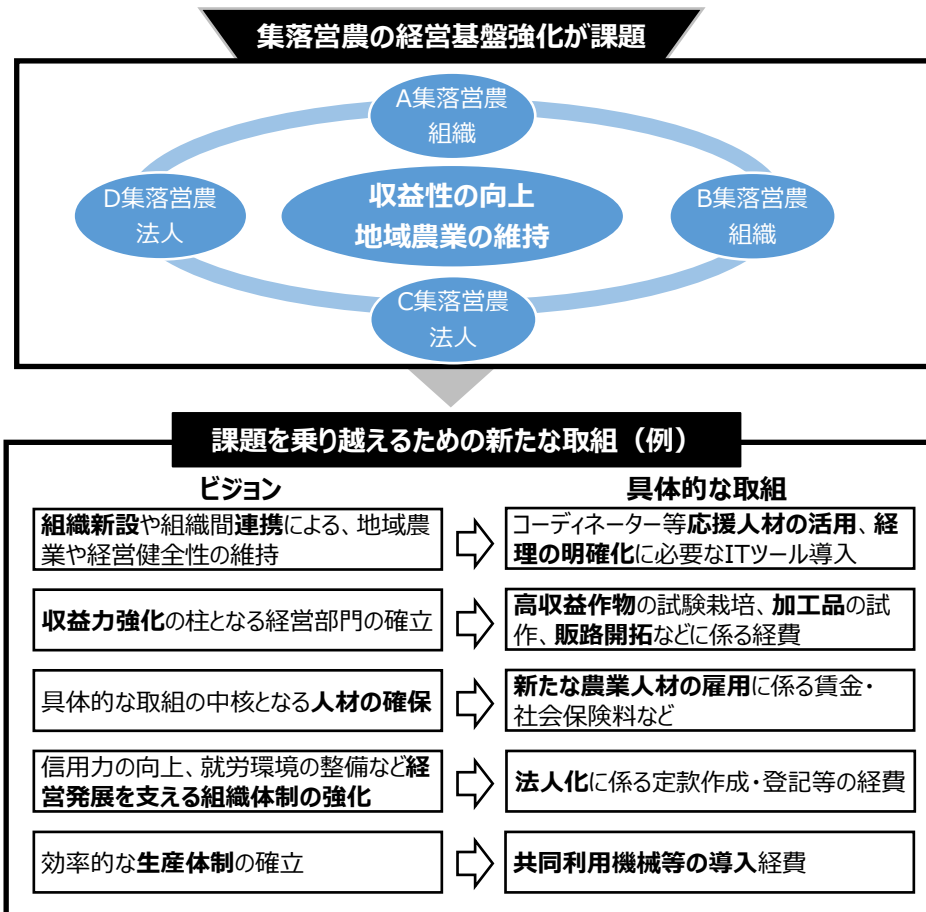 集落営農の経営基盤強化が課題
A集落営農
組織
D集落営農
法人
収益性の向上
地域農業の維持
B集落営農
組織
C集落営農
法人
課題を乗り越えるための新たな取組（例）
ビジョン
具体的な取組
組織新設や組織間連携による、地域農
業や経営健全性の維持
コーディネーター等応援人材の活用、経
理の明確化に必要なITツール導入
収益力強化の柱となる経営部門の確立
高収益作物の試験栽培、加工品の試
作、販路開拓などに係る経費
具体的な取組の中核となる人材の確保
新たな農業人材の雇用に係る賃金・
社会保険料など
信用力の向上、就労環境の整備など経
営発展を支える組織体制の強化
法人化に係る定款作成・登記等の経費
効率的な生産体制の確立
共同利用機械等の導入経費